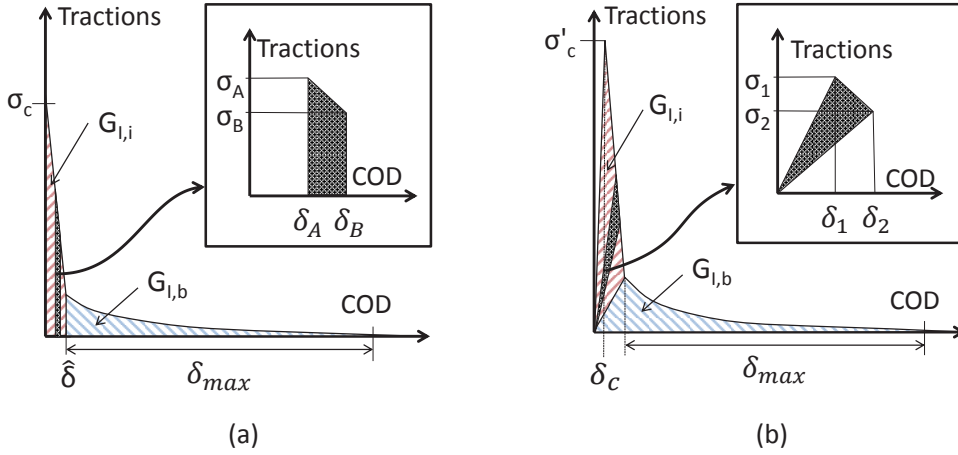 Tractions
σc
GI,i
Tractions
σA
σB
COD
δA
δB
GI,b
COD
δ̂
δmax
(a)
Tractions
σ'c
GI,i
Tractions
σ1
σ2
COD
δ1
δ2
GI,b
COD
δc
δmax
(b)